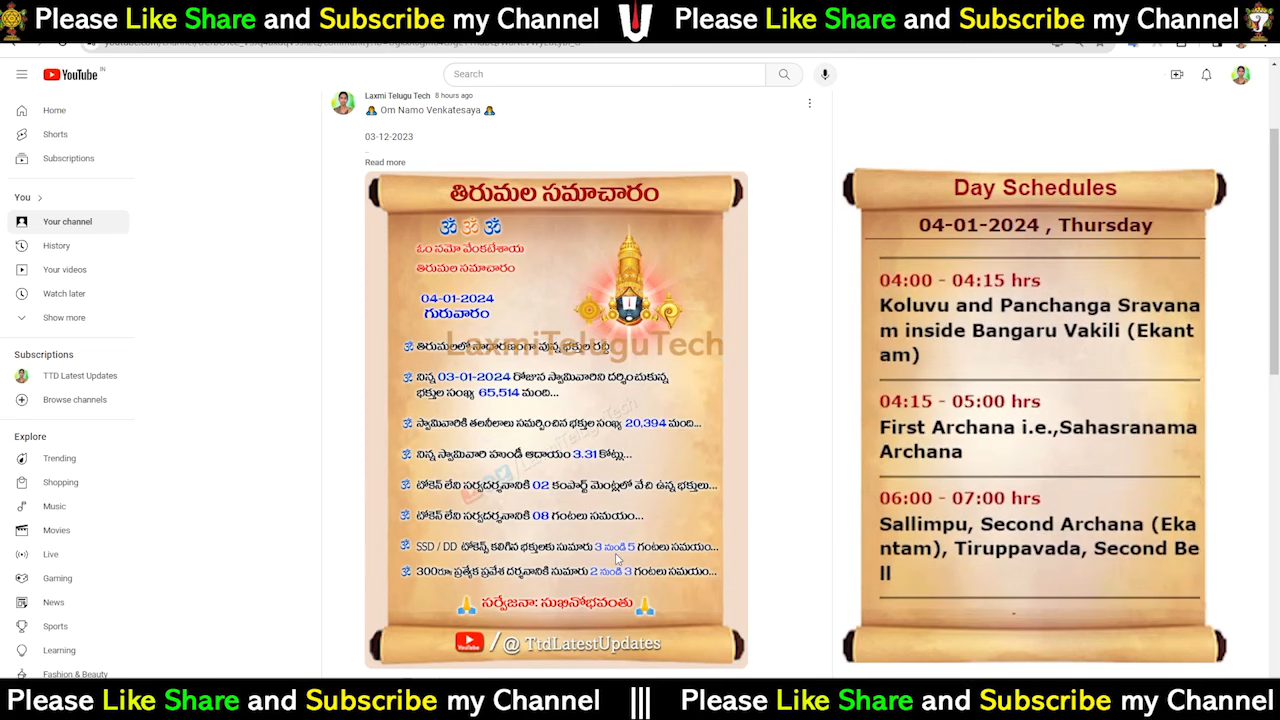 Please Like Share and Subscribe my Channel
Please Like Share and Subscribe my Channel
YouTube IN
Search
Home
Shorts
Subscriptions
You
Your channel
History
Your videos
Watch later
Show more
Subscriptions
TTD Latest Updates
Browse channels
Explore
Trending
Shopping
Music
Movies
Live
Gaming
News
Sports
Learning
Fashion & Beauty
Laxmi Telugu Tech 8 hours ago
Om Namo Venkatesaya
03-12-2023
..
Read more
తిరుమల సమాచారం
ॐ ॐ ॐ
ఓం నమో వేంకటేశాయ
తిరుమల సమాచారం
04-01-2024
గురువారం
LaxmiTeluguTech
ॐ తిరుమలలో సాధారణంగా వున్న భక్తుల రద్దీ
ॐ నిన్న 03-01-2024 రోజున స్వామివారిని దర్శించుకున్న
భక్తుల సంఖ్య 65,514 మంది...
ॐ స్వామివారికి తలనీలాలు సమర్పించిన భక్తుల సంఖ్య 20,394 మంది...
ॐ నిన్న స్వామివారి హుండీ ఆదాయం 3.31 కోట్లు...
ॐ టోకెన్ లేని సర్వదర్శనానికి 02 కంపార్ట్ మెంట్లలో వేచి ఉన్న భక్తులు...
ॐ టోకెన్ లేని సర్వదర్శనానికి 08 గంటలు సమయం...
ॐ SSD / DD టోకెన్స్ కలిగిన భక్తులకు సుమారు 3 నుండి 5 గంటలు సమయం...
ॐ 300రూ ప్రత్యేక ప్రవేశ దర్శనానికి సుమారు 2 నుండి 3 గంటలు సమయం...
సర్వేజనా: సుఖినోభవంతు
YouTube / @ TtdLatestUpdates
Day Schedules
04-01-2024 , Thursday
04:00 - 04:15 hrs
Koluvu and Panchanga Sravana
m inside Bangaru Vakili (Ekant
am)
04:15 - 05:00 hrs
First Archana i.e.,Sahasranama
Archana
06:00 - 07:00 hrs
Sallimpu, Second Archana (Eka
ntam), Tiruppavada, Second Be
ll
Please Like Share and Subscribe my Channel
|||
Please Like Share and Subscribe my Channel